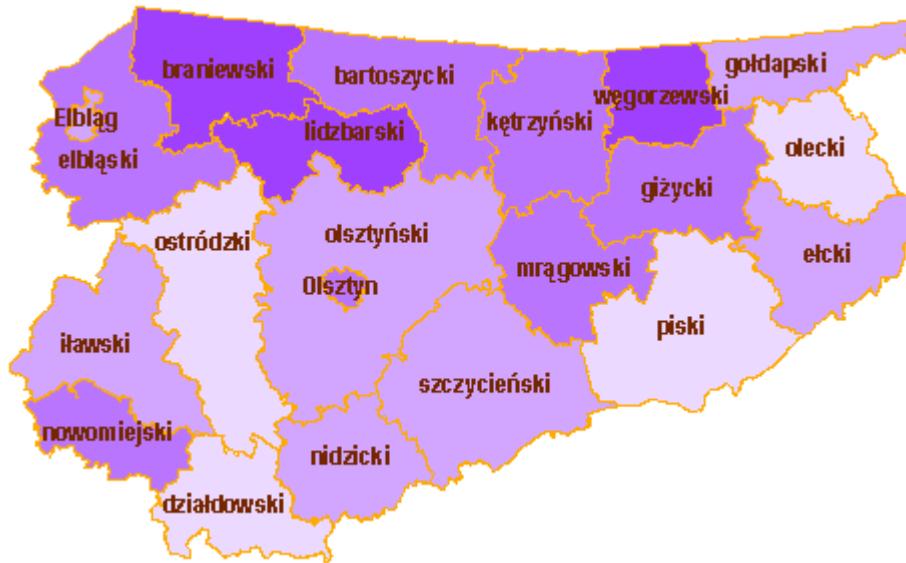 braniewski
bartoszycki
gołdapski
węgorzewski
Elbląg
lidzbarski
kętrzyński
elbląski
olecki
giżycki
ostródzki
olsztyński
mrągowski
ełcki
Olsztyn
piski
iławski
szczycieński
nowomiejski
nidzicki
działdowski